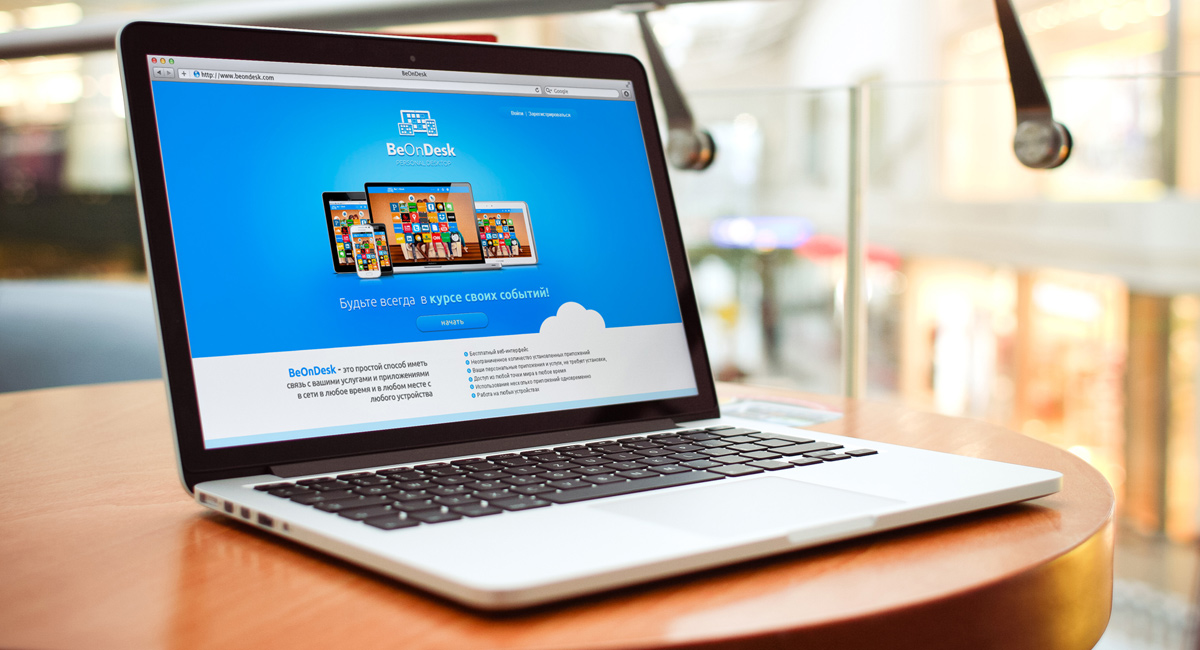 BeOnDesk
http://www.beondesk.com
Google
Войти | Зарегистрироваться
BeOnDesk
PERSONAL DESKTOP
Будьте всегда в курсе своих событий!
начать
BeOnDesk - это простой способ иметь
связь с вашими услугами и приложениями
в сети в любое время и в любом месте с
любого устройства
Бесплатный веб-интерфейс
Неограниченное количество установленных приложений
Ваши персональные приложения и услуги, не требует установки,
Доступ из любой точки мира в любое время
Использование несколько приложений одновременно
Работа на любых устройствах